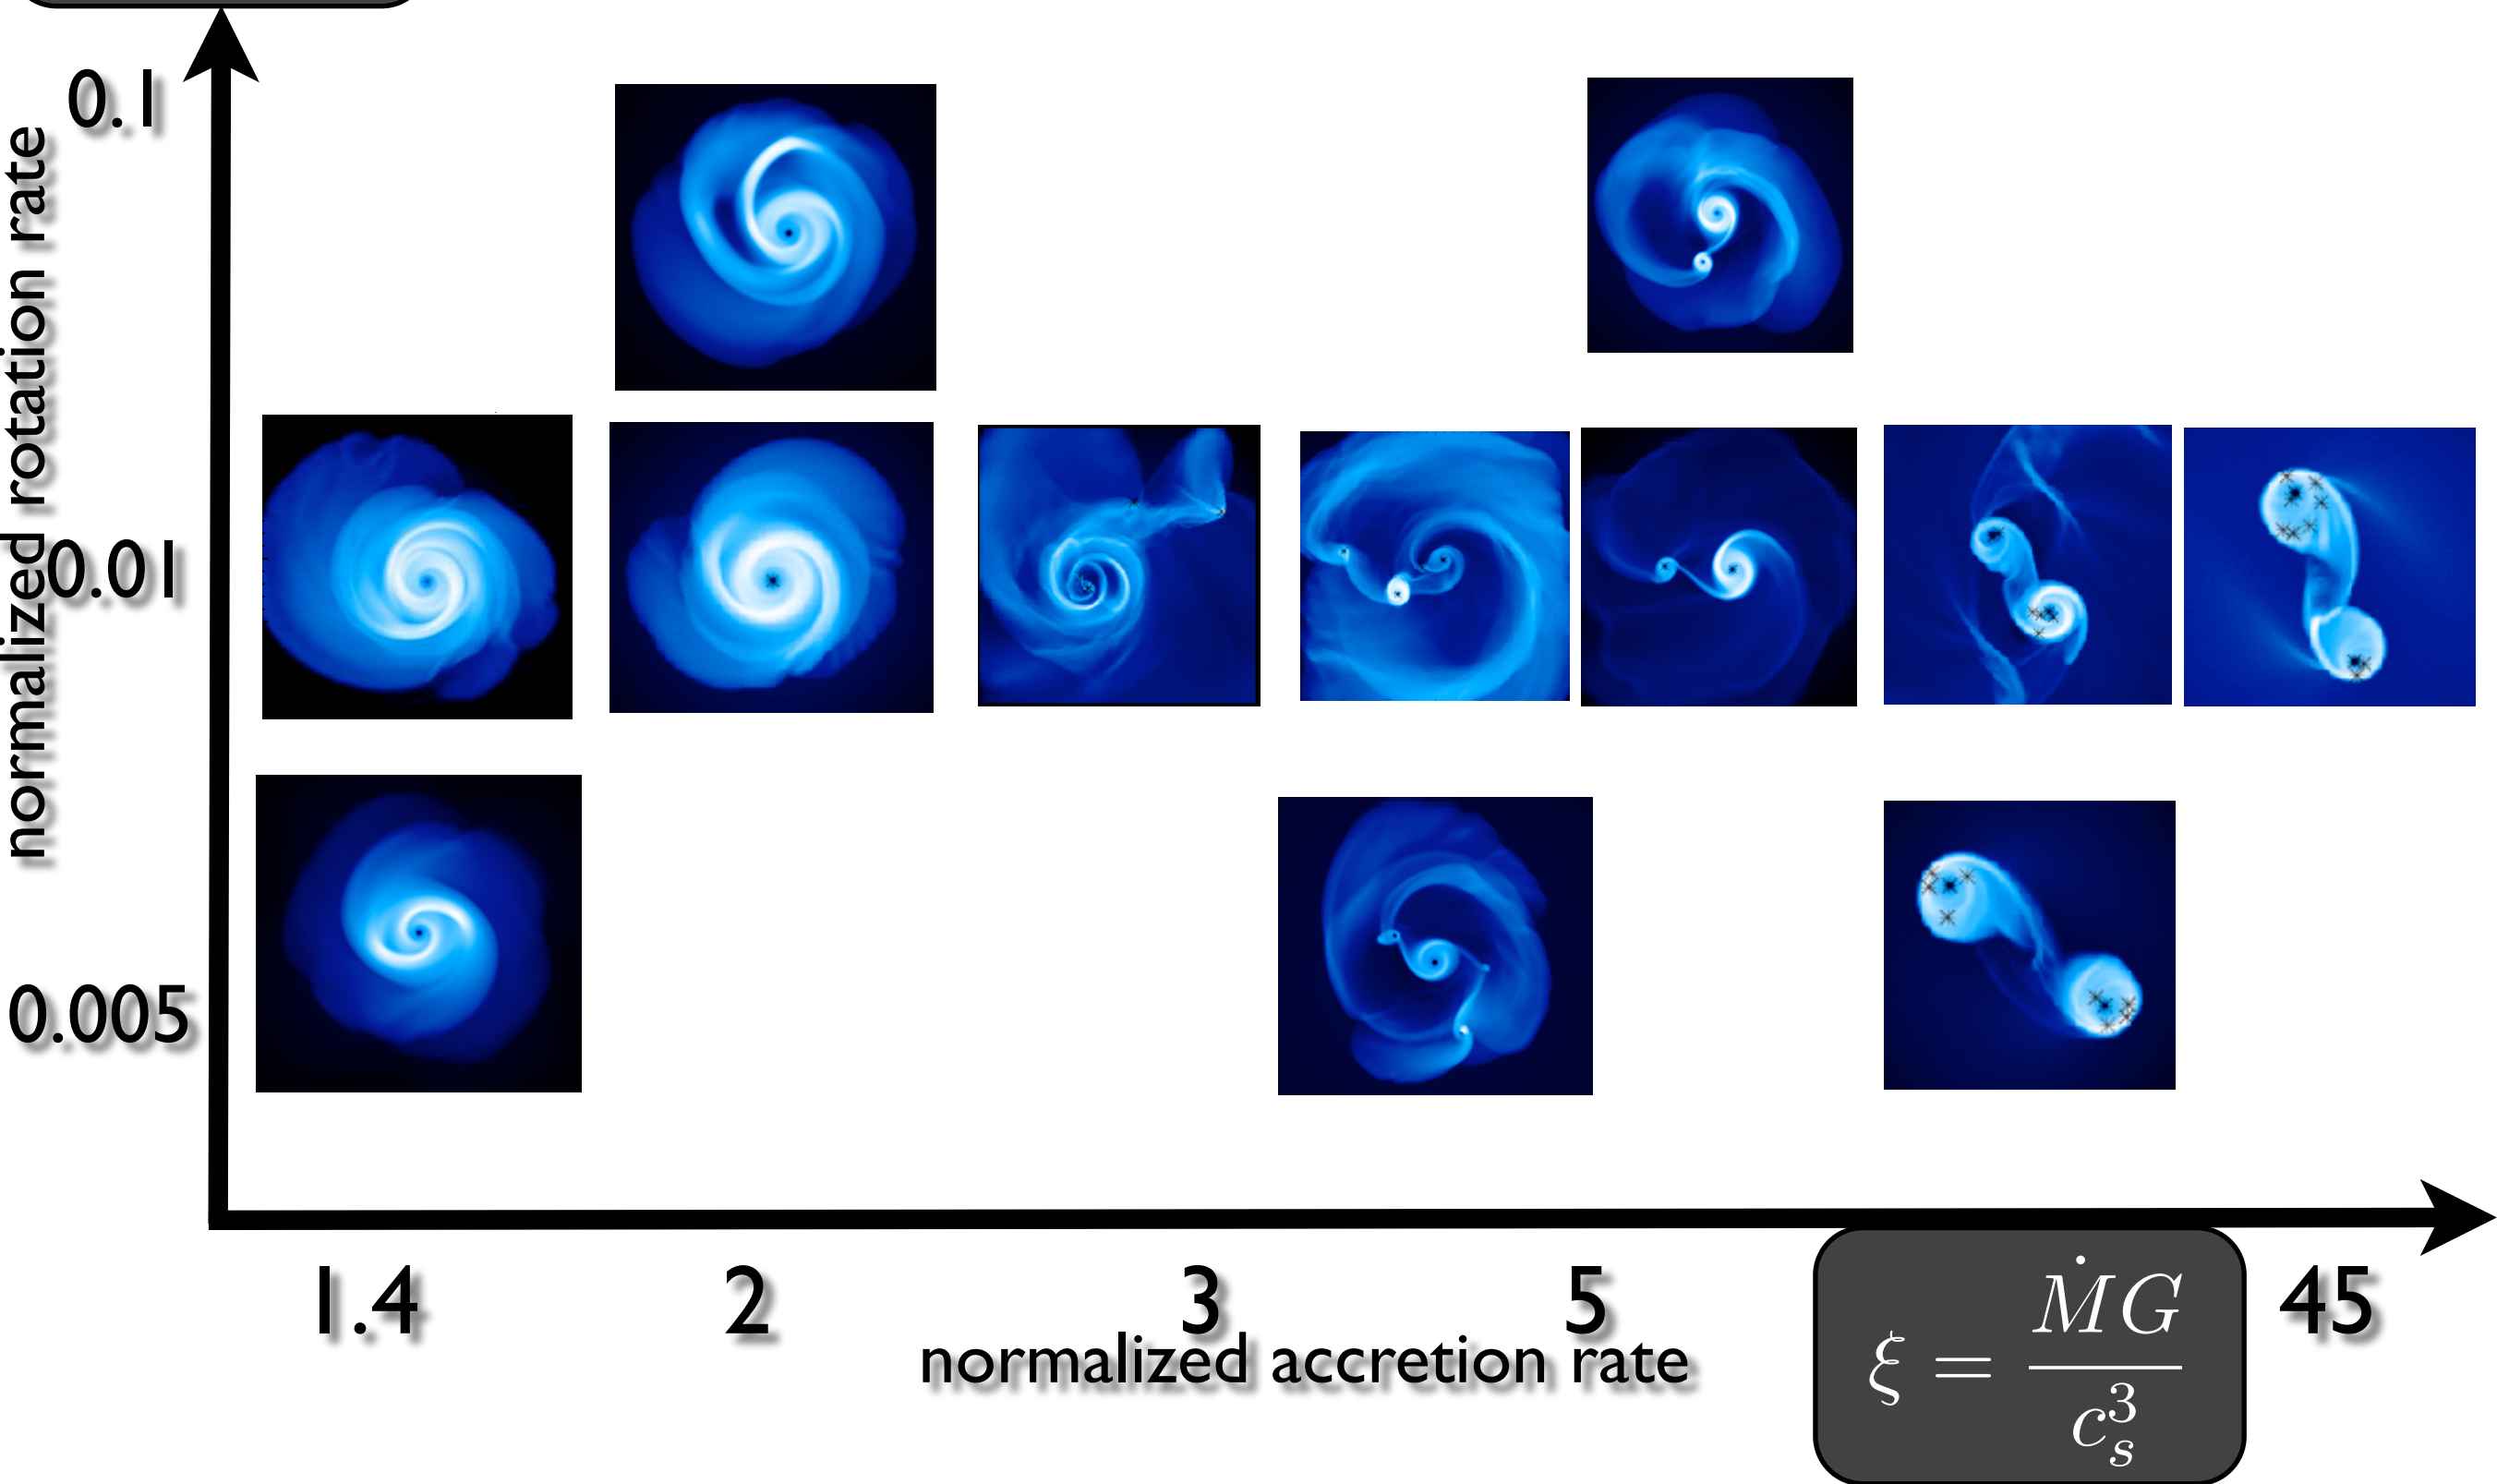 0.1
normalized rotation rate
0.01
0.005
1.4 2 3 5 45
normalized accretion rate
ξ = ṀG / c_s^3